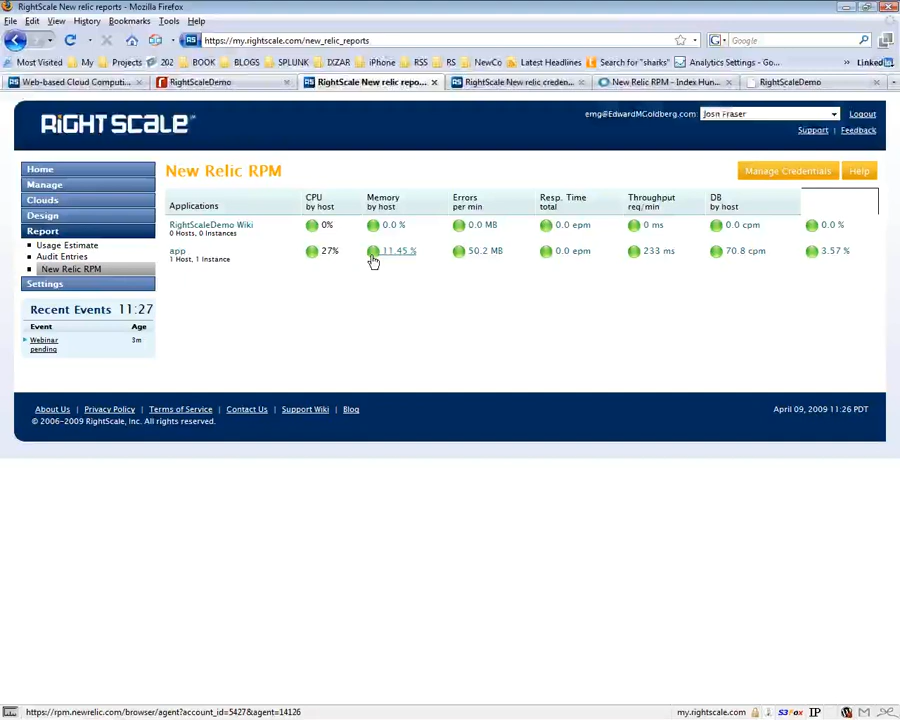 RightScale New relic reports - Mozilla Firefox
File Edit View History Bookmarks Tools Help
https://my.rightscale.com/new_relic_reports
Google
Most Visited My Projects 202 BOOK BLOGS SPLUNK DZAR iPhone RSS RS NewCo Latest Headlines Search for "smarks" Analytics Settings - Go... » Linked
Web-based Cloud Computi... RightScaleDemo RightScale New relic repo... RightScale New relic creden... New Relic RPM - Index Hun... RightScaleDemo
RIGHTSCALE
emg@EdwardMGoldberg.com: Josh Fraser Logout
Support | Feedback
Home
Manage
Clouds
Design
Report
Usage Estimate
Audit Entries
New Relic RPM
Settings
Recent Events 11:27
Event Age
Webinar pending 3m
New Relic RPM
Manage Credentials Help
Applications CPU by host Memory by host Errors per min Resp. Time total Throughput req/min DB by host
RightScaleDemo Wiki 0% 0.0 % 0.0 MB 0.0 epm 0 ms 0.0 cpm 0.0 %
0 Hosts, 0 Instances
app 27% 11.45 % 50.2 MB 0.0 epm 233 ms 70.8 cpm 3.57 %
1 Host, 1 Instance
About Us | Privacy Policy | Terms of Service | Contact Us | Support Wiki | Blog
April 09, 2009 11:26 PDT
© 2006-2009 RightScale, Inc. All rights reserved.
https://rpm.newrelic.com/browser/agent?account_id=5427&agent=14126
my.rightscale.com S3Fox IP